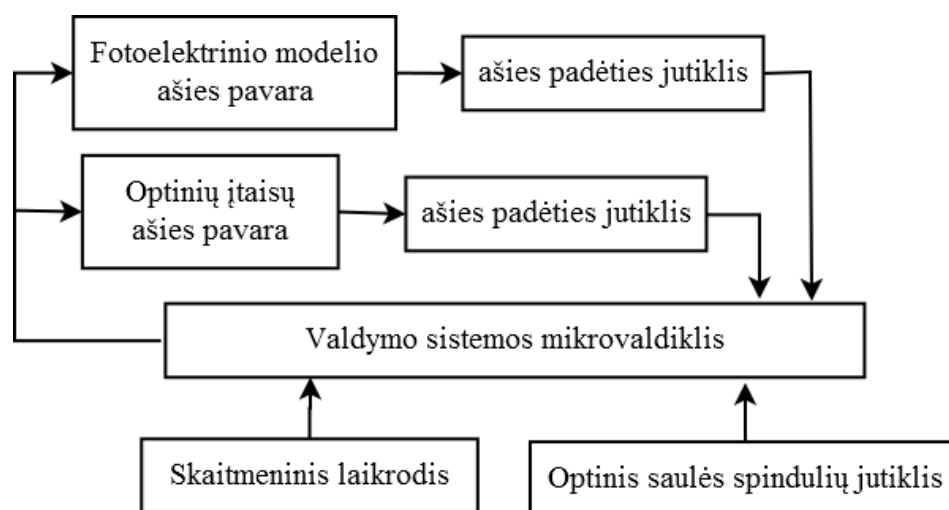 Fotoelektrinio modelio
ašies pavara
ašies padėties jutiklis
Optinių įtaisų
ašies pavara
ašies padėties jutiklis
Valdymo sistemos mikrovaldiklis
Skaitmeninis laikrodis
Optinis saulės spindulių jutiklis